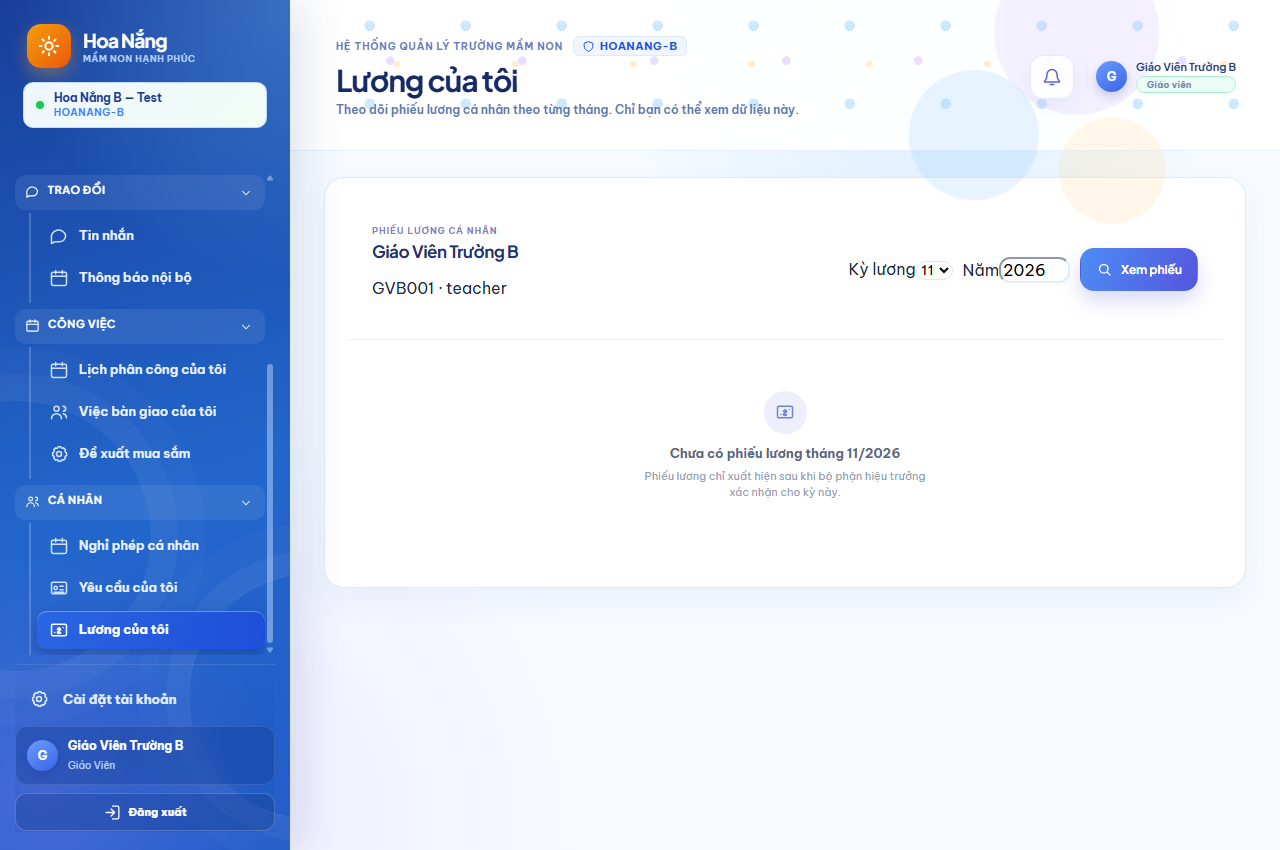 Hoa Nắng
MẦM NON HẠNH PHÚC
Hoa Nắng B — Test
HOANANG-B
TRAO ĐỔI
Tin nhắn
Thông báo nội bộ
CÔNG VIỆC
Lịch phân công của tôi
Việc bàn giao của tôi
Đề xuất mua sắm
CÁ NHÂN
Nghỉ phép cá nhân
Yêu cầu của tôi
Lương của tôi
Cài đặt tài khoản
G
Giáo Viên Trường B
Giáo Viên
Đăng xuất
HỆ THỐNG QUẢN LÝ TRƯỜNG MẦM NON HOANANG-B
Lương của tôi
Theo dõi phiếu lương cá nhân theo từng tháng. Chỉ bạn có thể xem dữ liệu này.
G
Giáo Viên Trường B
Giáo viên
PHIẾU LƯƠNG CÁ NHÂN
Giáo Viên Trường B
GVB001 · teacher
Kỳ lương 11 Năm 2026 Xem phiếu
Chưa có phiếu lương tháng 11/2026
Phiếu lương chỉ xuất hiện sau khi bộ phận hiệu trưởng
xác nhận cho kỳ này.